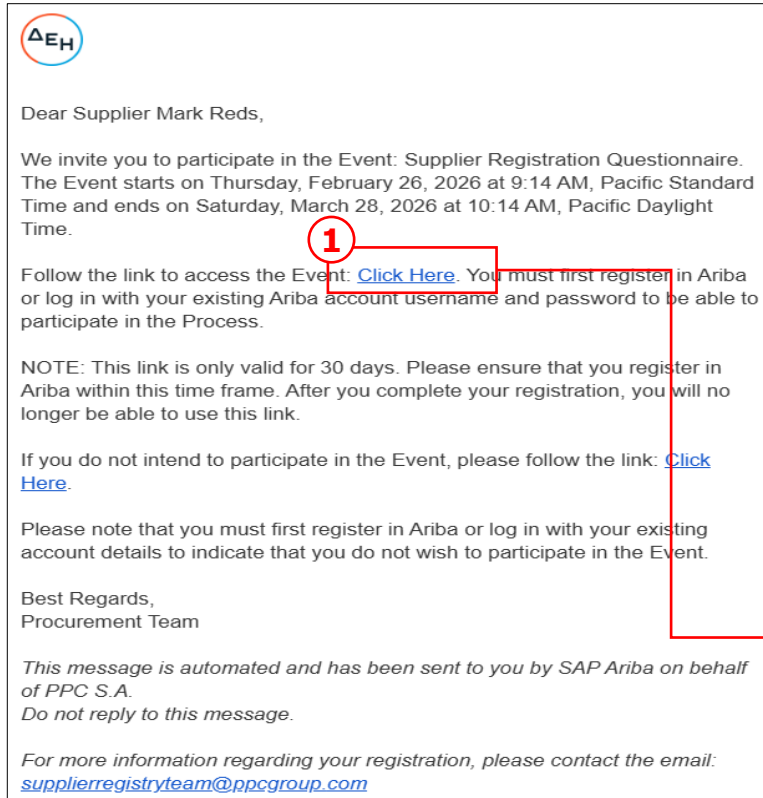 ΔΕΗ
Dear Supplier Mark Reds,
We invite you to participate in the Event: Supplier Registration Questionnaire.
The Event starts on Thursday, February 26, 2026 at 9:14 AM, Pacific Standard
Time and ends on Saturday, March 28, 2026 at 10:14 AM, Pacific Daylight
Time.
1
Follow the link to access the Event: Click Here. You must first register in Ariba
or log in with your existing Ariba account username and password to be able to
participate in the Process.
NOTE: This link is only valid for 30 days. Please ensure that you register in
Ariba within this time frame. After you complete your registration, you will no
longer be able to use this link.
If you do not intend to participate in the Event, please follow the link: Click
Here.
Please note that you must first register in Ariba or log in with your existing
account details to indicate that you do not wish to participate in the Event.
Best Regards,
Procurement Team
This message is automated and has been sent to you by SAP Ariba on behalf
of PPC S.A.
Do not reply to this message.
For more information regarding your registration, please contact the email:
supplierregistryteam@ppcgroup.com